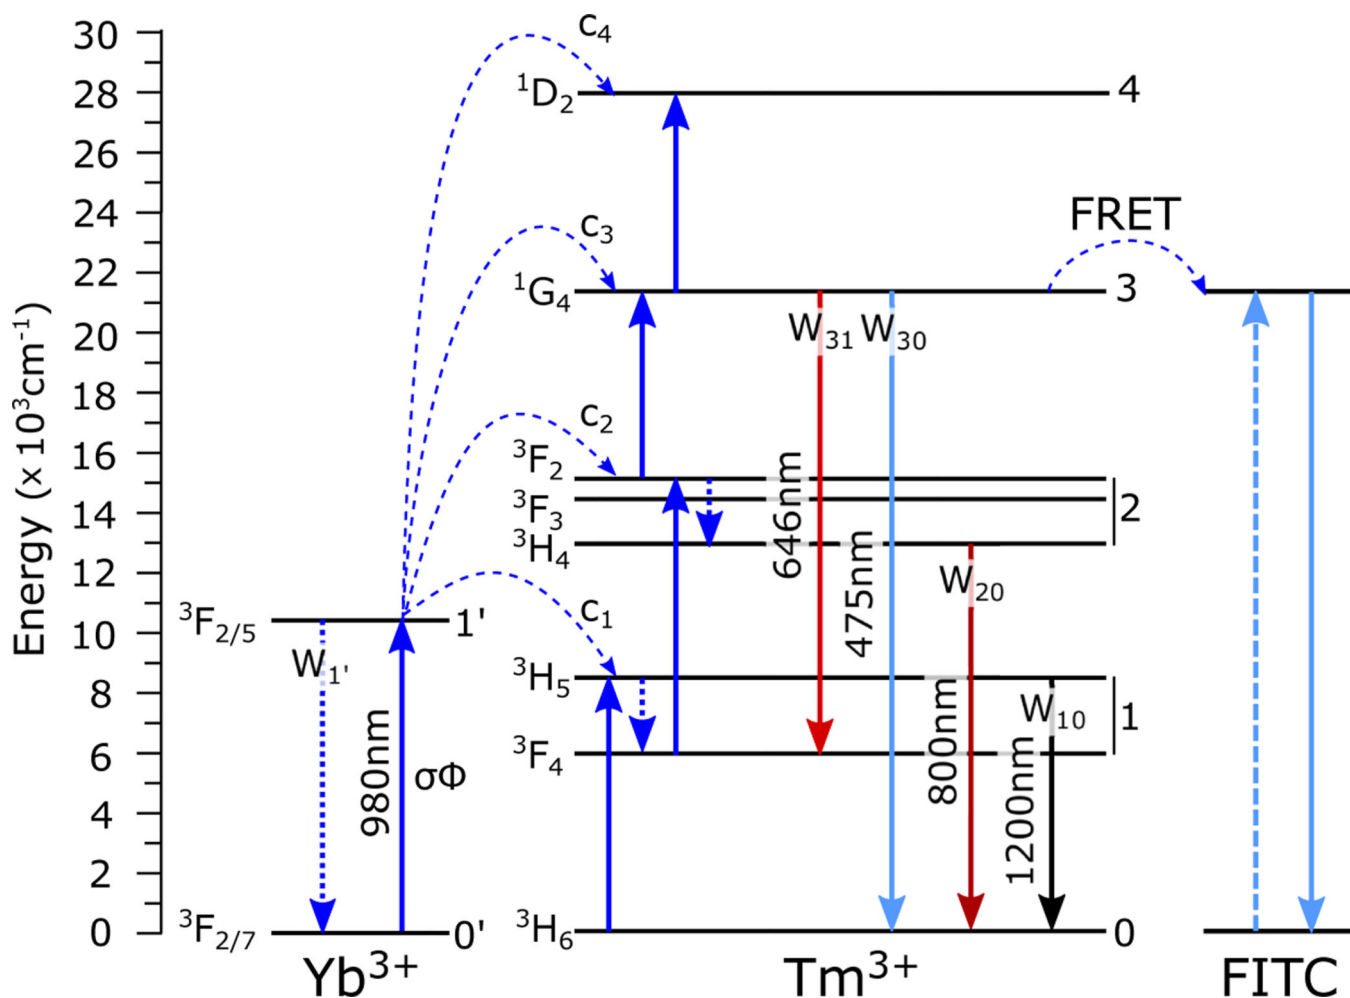 Energy (x 10³cm⁻¹)
30
28
26
24
22
20
18
16
14
12
10
8
6
4
2
0
³F₂/₅
1'
W₁'
980nm
σΦ
³F₂/₇
0'
Yb³⁺
c₄
c₃
c₂
c₁
¹D₂
4
¹G₄
3
³F₂
³F₃
³H₄
2
³H₅
³F₄
1
³H₆
0
W₃₁
W₃₀
W₂₀
W₁₀
646nm
475nm
800nm
1200nm
Tm³⁺
FRET
FITC